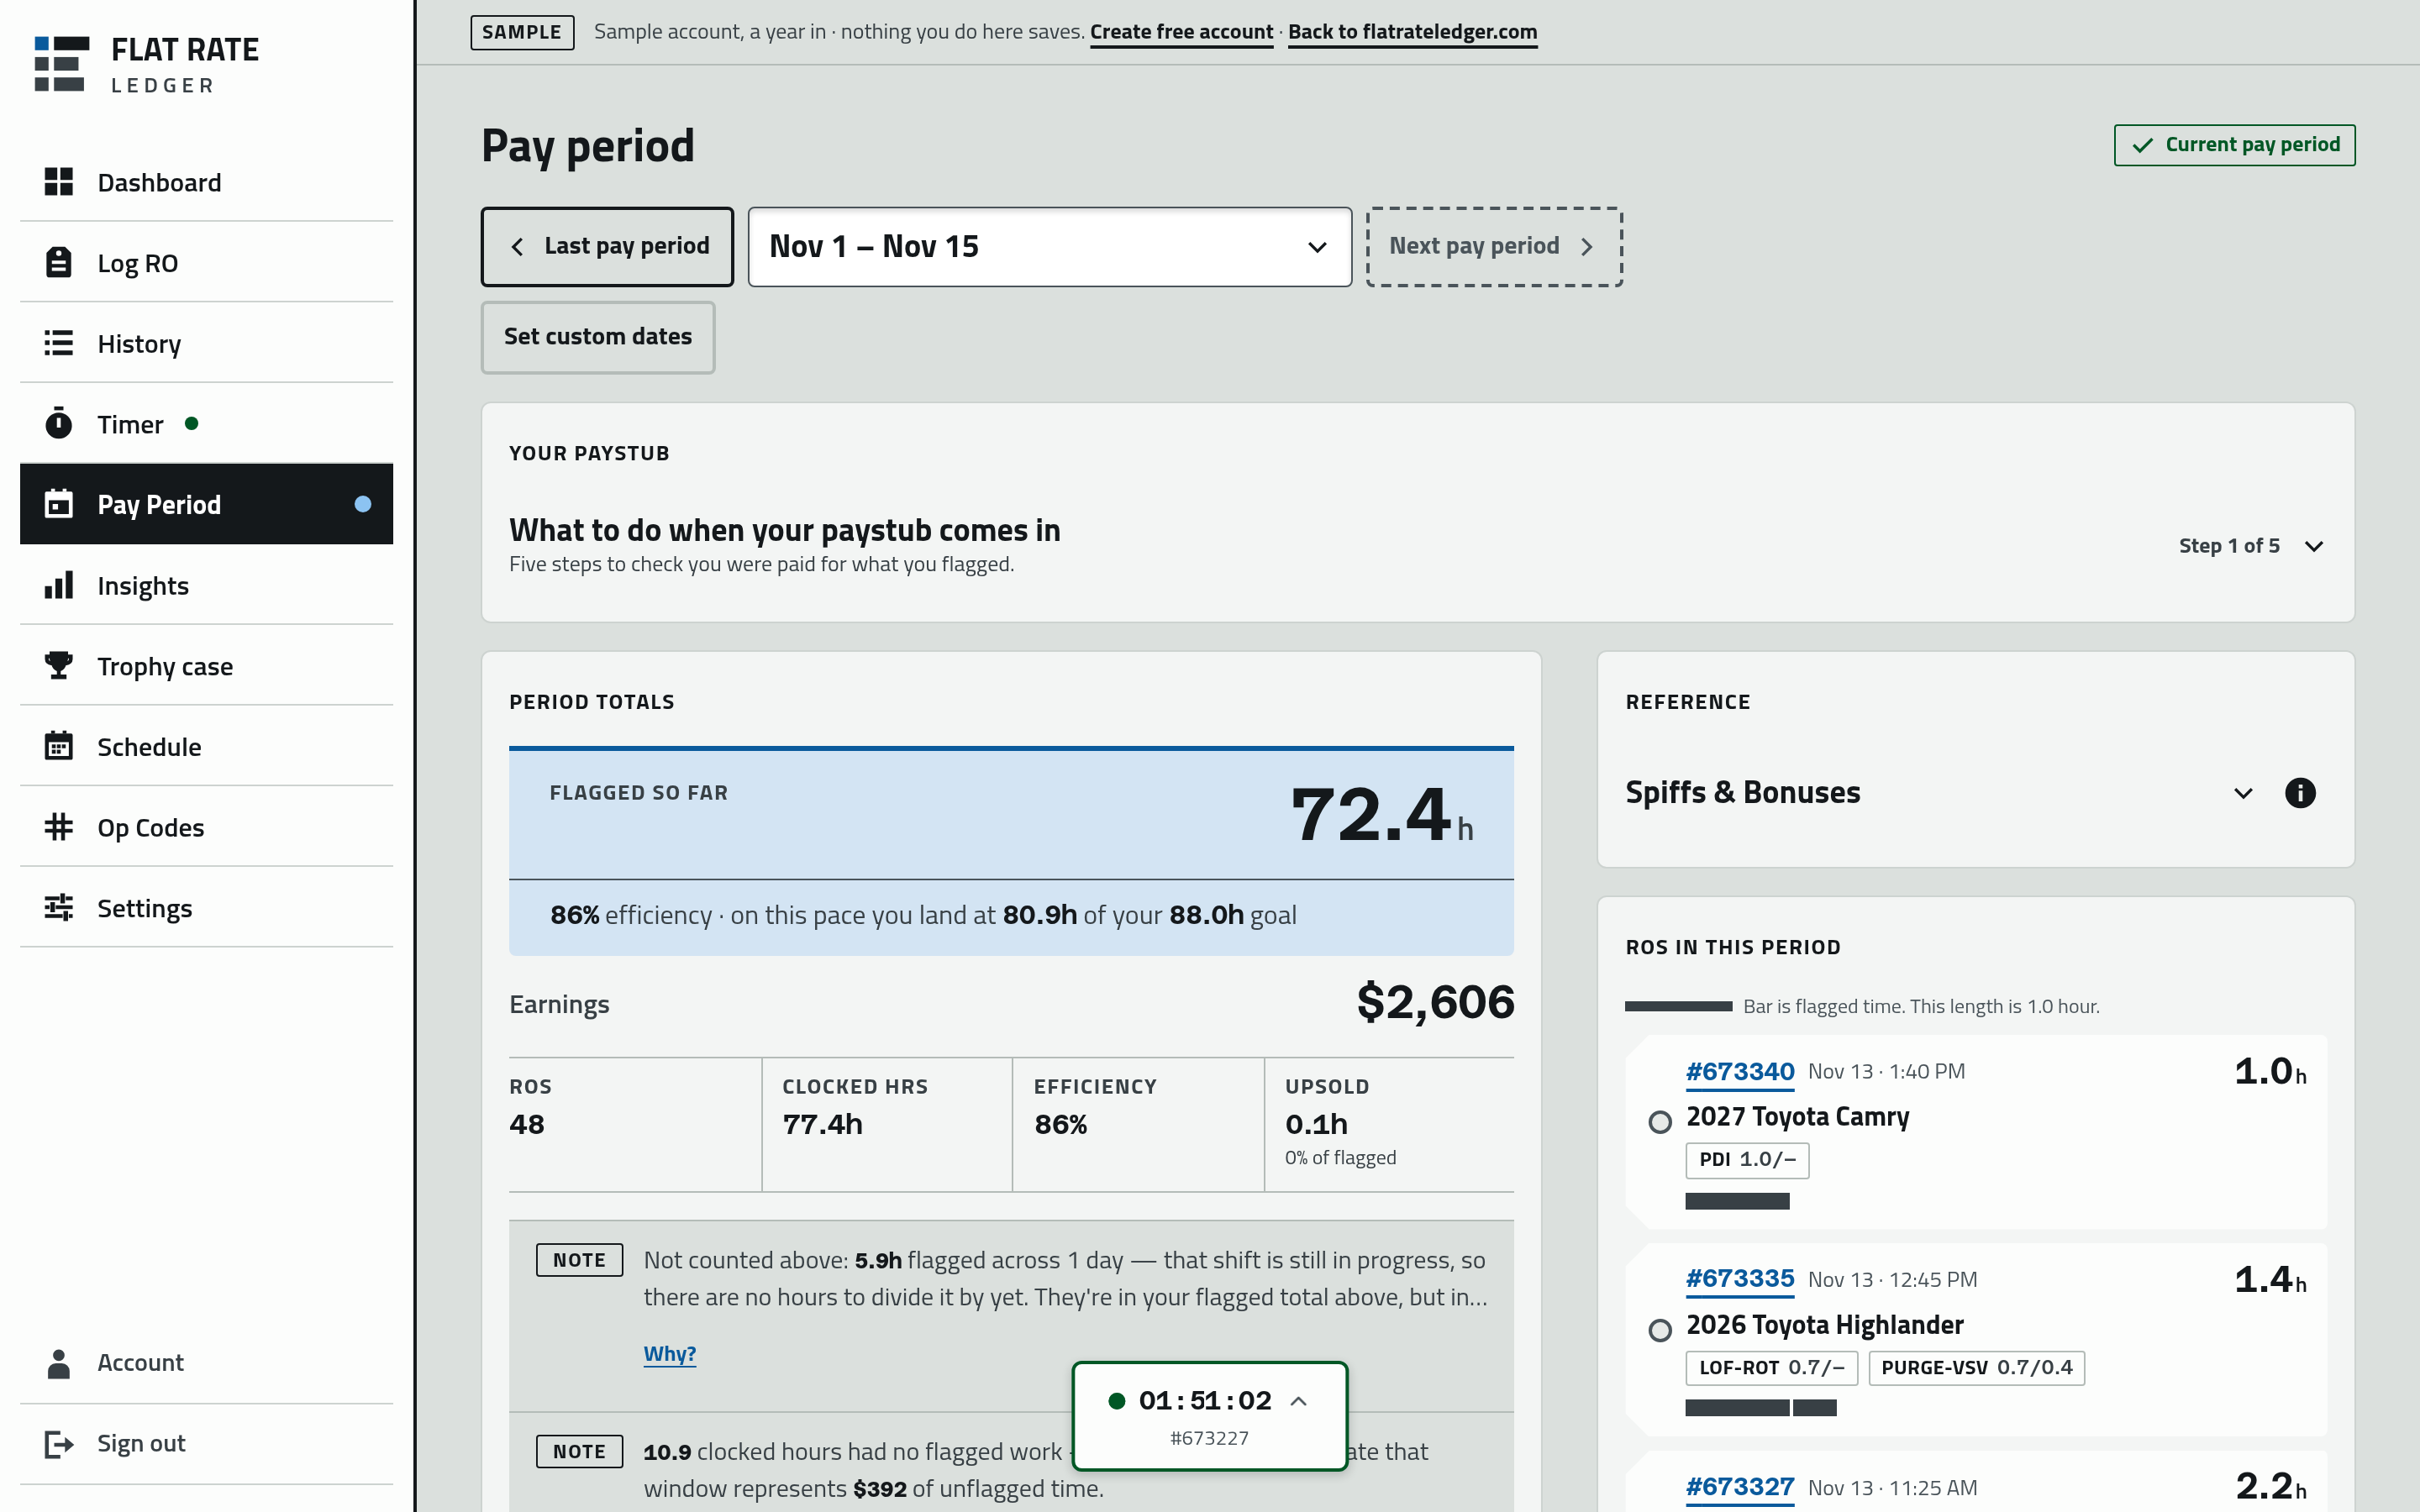 FLAT RATE
LEDGER
Dashboard
Log RO
History
Timer
Pay Period
Insights
Trophy case
Schedule
Op Codes
Settings
Account
Sign out
SAMPLE Sample account, a year in · nothing you do here saves. Create free account · Back to flatrateledger.com
Pay period
Current pay period
Last pay period
Nov 1 – Nov 15
Next pay period
Set custom dates
YOUR PAYSTUB
What to do when your paystub comes in
Five steps to check you were paid for what you flagged.
Step 1 of 5
PERIOD TOTALS
FLAGGED SO FAR
72.4 h
86% efficiency · on this pace you land at 80.9h of your 88.0h goal
Earnings
$2,606
ROS
48
CLOCKED HRS
77.4h
EFFICIENCY
86%
UPSOLD
0.1h
0% of flagged
NOTE
Not counted above: 5.9h flagged across 1 day — that shift is still in progress, so
there are no hours to divide it by yet. They're in your flagged total above, but in…
Why?
NOTE
10.9 clocked hours had no flagged work
ate that
window represents $392 of unflagged time.
01:51:02
#673227
REFERENCE
Spiffs & Bonuses
ROS IN THIS PERIOD
Bar is flagged time. This length is 1.0 hour.
#673340 Nov 13 · 1:40 PM
1.0 h
2027 Toyota Camry
PDI 1.0/–
#673335 Nov 13 · 12:45 PM
1.4 h
2026 Toyota Highlander
LOF-ROT 0.7/– PURGE-VSV 0.7/0.4
#673327 Nov 13 · 11:25 AM
2.2 h